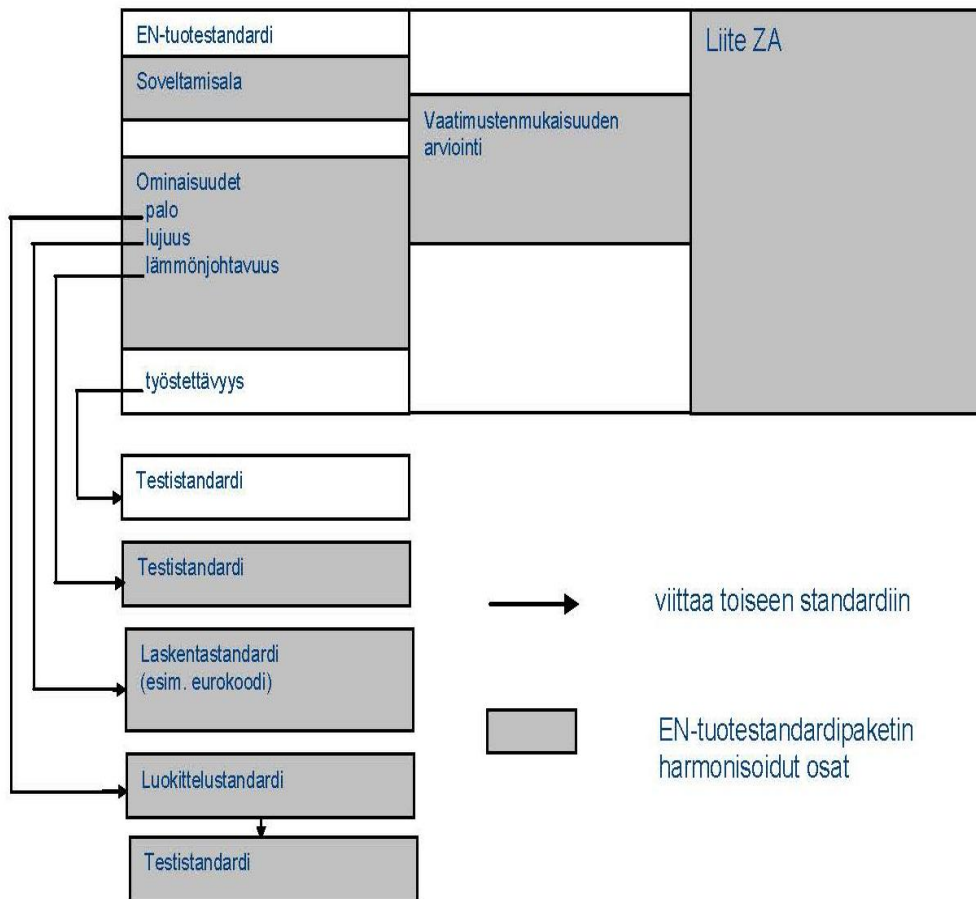 EN-tuotestandardi
Soveltamisala
Ominaisuudet
palo
lujuus
lämmönjohtavuus
työstettävyys
Vaatimustenmukaisuuden
arviointi
Liite ZA
Testistandardi
Testistandardi
Laskentastandardi
(esim. eurokoodi)
Luokittelustandardi
Testistandardi
viittaa toiseen standardiin
EN-tuotestandardipaketin
harmonisoidut osat